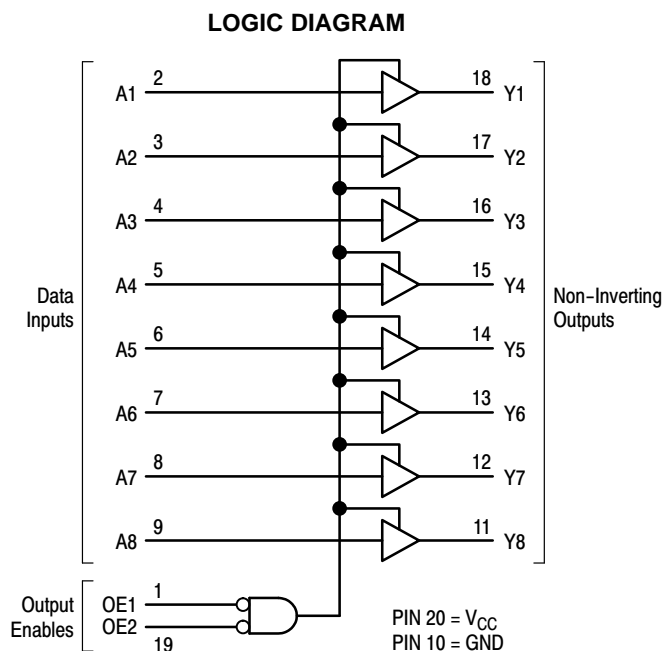 LOGIC DIAGRAM
A1 2 18 Y1
A2 3 17 Y2
A3 4 16 Y3
A4 5 15 Y4
Data Inputs
Non-Inverting Outputs
A5 6 14 Y5
A6 7 13 Y6
A7 8 12 Y7
A8 9 11 Y8
Output Enables
OE1 1
OE2 19
PIN 20 = VCC
PIN 10 = GND